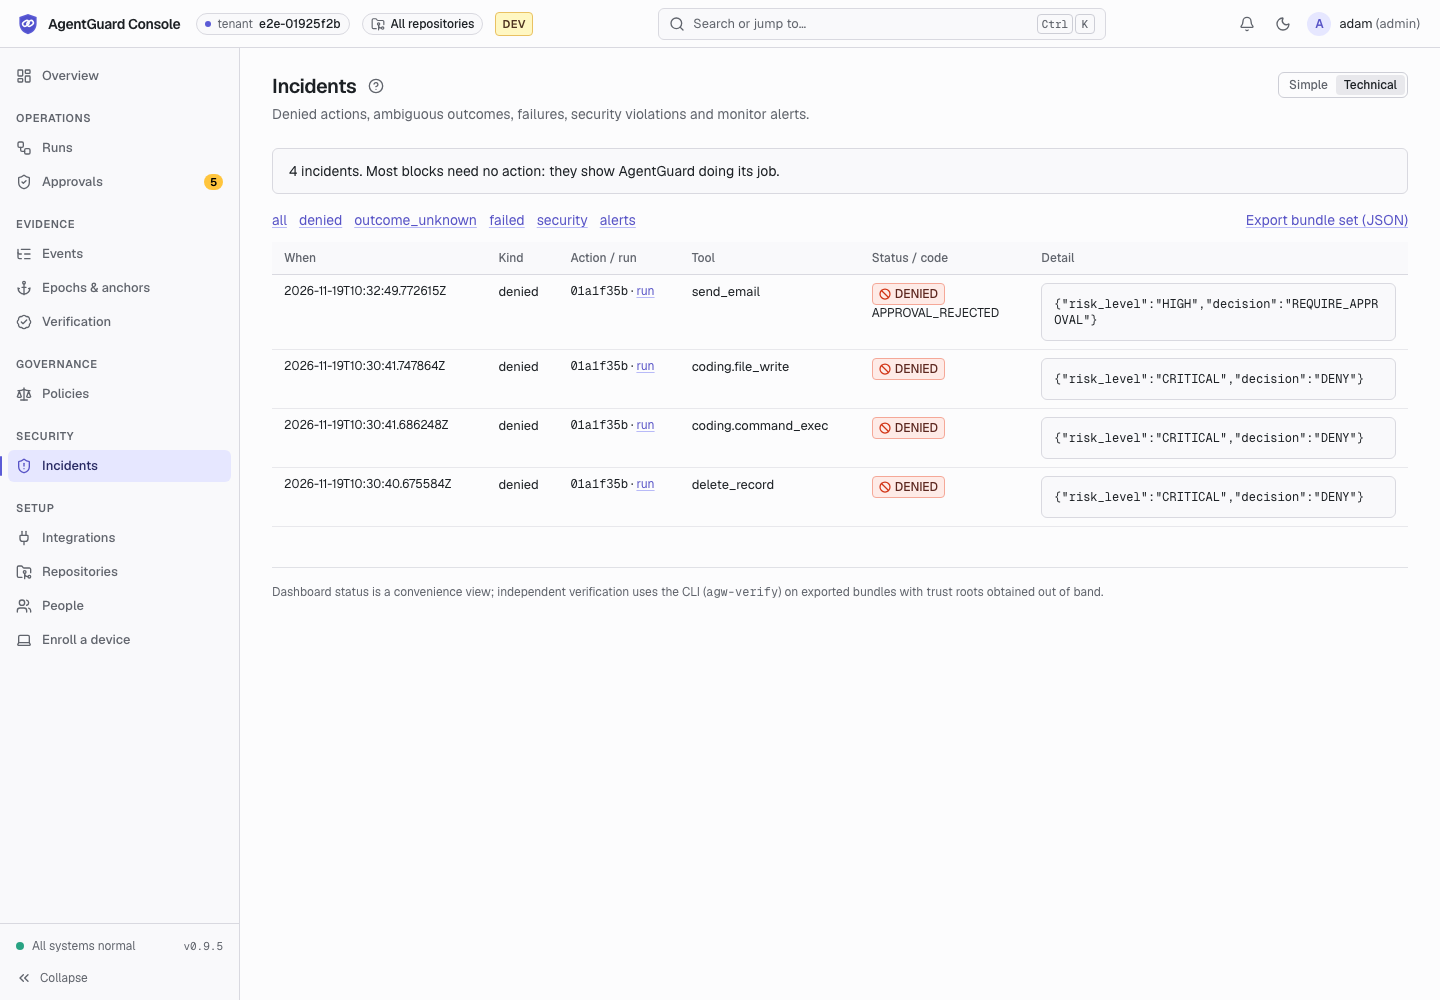 AgentGuard Console
tenant e2e-01925f2b
All repositories
DEV
Search or jump to…
Ctrl K
A
adam (admin)
Overview
OPERATIONS
Runs
Approvals 5
EVIDENCE
Events
Epochs & anchors
Verification
GOVERNANCE
Policies
SECURITY
Incidents
SETUP
Integrations
Repositories
People
Enroll a device
All systems normal v0.9.5
Collapse
Incidents
Simple Technical
Denied actions, ambiguous outcomes, failures, security violations and monitor alerts.
4 incidents. Most blocks need no action: they show AgentGuard doing its job.
all denied outcome_unknown failed security alerts
Export bundle set (JSON)
When Kind Action / run Tool Status / code Detail
2026-11-19T10:32:49.772615Z denied 01a1f35b · run send_email DENIED
APPROVAL_REJECTED
{"risk_level":"HIGH","decision":"REQUIRE_APPR
OVAL"}
2026-11-19T10:30:41.747864Z denied 01a1f35b · run coding.file_write DENIED {"risk_level":"CRITICAL","decision":"DENY"}
2026-11-19T10:30:41.686248Z denied 01a1f35b · run coding.command_exec DENIED {"risk_level":"CRITICAL","decision":"DENY"}
2026-11-19T10:30:40.675584Z denied 01a1f35b · run delete_record DENIED {"risk_level":"CRITICAL","decision":"DENY"}
Dashboard status is a convenience view; independent verification uses the CLI (agw-verify) on exported bundles with trust roots obtained out of band.